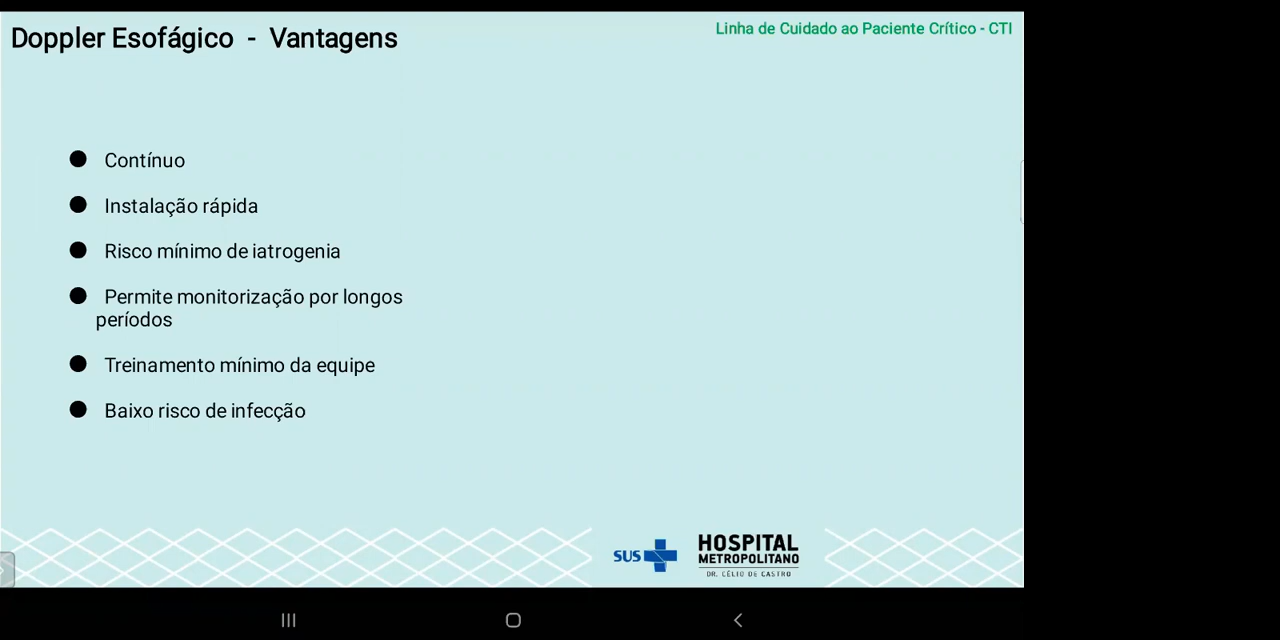 Doppler Esofágico - Vantagens
Linha de Cuidado ao Paciente Crítico - CTI
● Contínuo
● Instalação rápida
● Risco mínimo de iatrogenia
● Permite monitorização por longos
períodos
● Treinamento mínimo da equipe
● Baixo risco de infecção
SUS
HOSPITAL
METROPOLITANO
DR. CÉLIO DE CASTRO